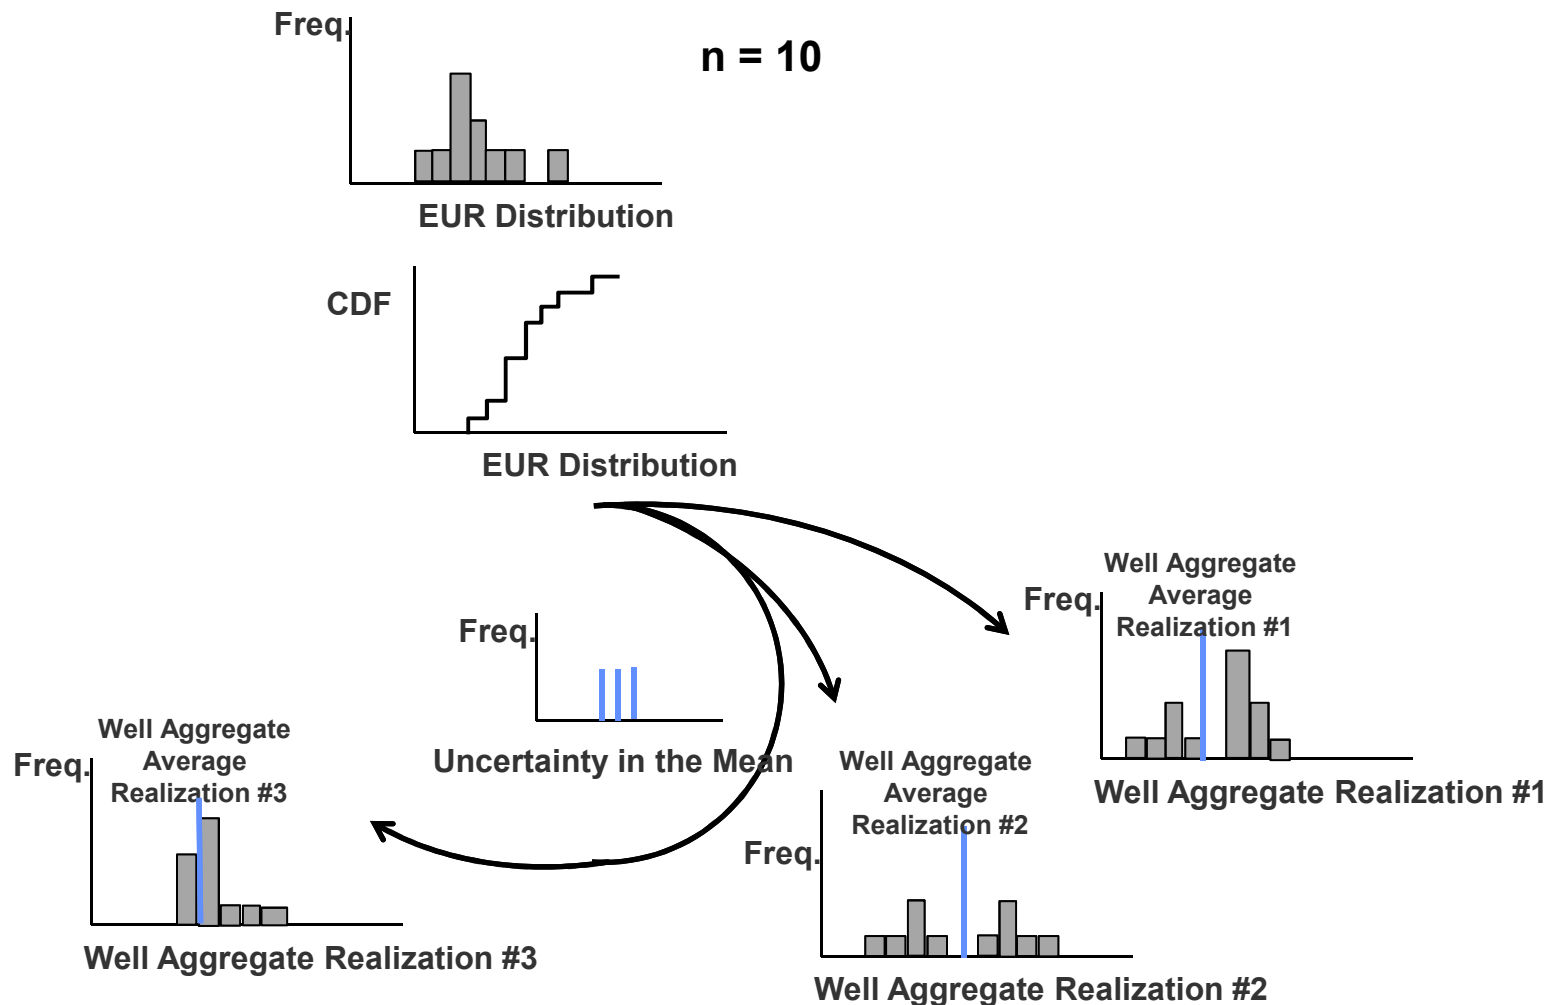 Freq.
n = 10
EUR Distribution
CDF
EUR Distribution
Well Aggregate
Average
Realization #1
Freq.
Freq.
Well Aggregate
Average
Realization #3
Freq.
Uncertainty in the Mean
Well Aggregate
Average
Realization #2
Freq.
Well Aggregate Realization #1
Well Aggregate Realization #3
Well Aggregate Realization #2